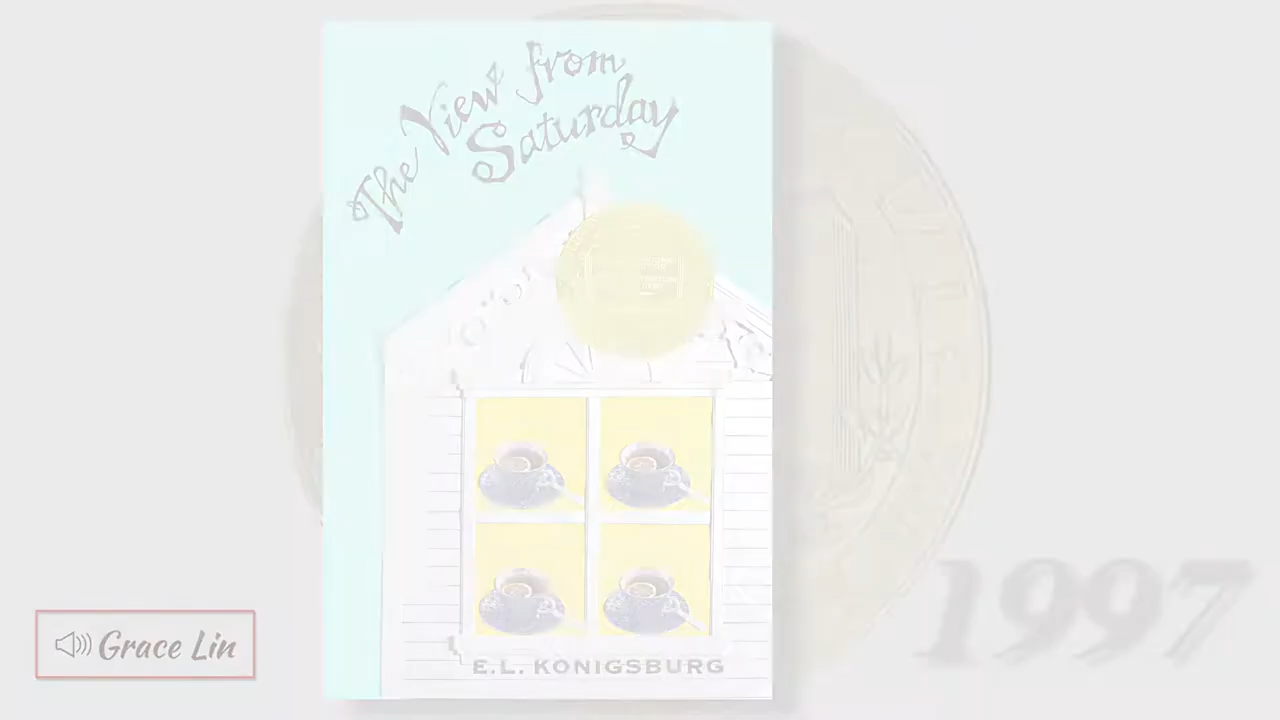 The View from
Saturday
E.L. KONIGSBURG
Grace Lin
1997